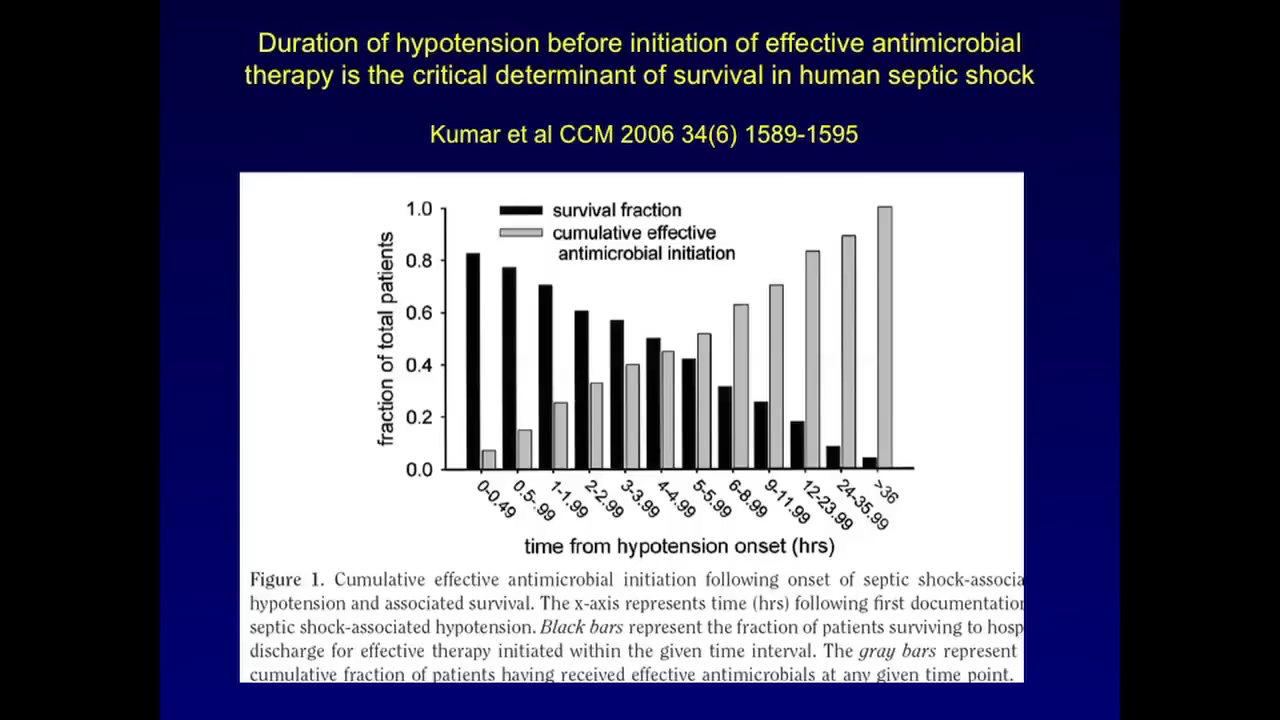 Duration of hypotension before initiation of effective antimicrobial
therapy is the critical determinant of survival in human septic shock
Kumar et al CCM 2006 34(6) 1589-1595
survival fraction
cumulative effective
antimicrobial initiation
fraction of total patients
1.0
0.8
0.6
0.4
0.2
0.0
0-0.49
0.5-.99
1-1.99
2-2.99
3-3.99
4-4.99
5-5.99
6-8.99
9-11.99
12-23.99
24-35.99
>36
time from hypotension onset (hrs)
Figure 1. Cumulative effective antimicrobial initiation following onset of septic shock-associa
hypotension and associated survival. The x-axis represents time (hrs) following first documentation
septic shock-associated hypotension. Black bars represent the fraction of patients surviving to hosp
discharge for effective therapy initiated within the given time interval. The gray bars represent
cumulative fraction of patients having received effective antimicrobials at any given time point.